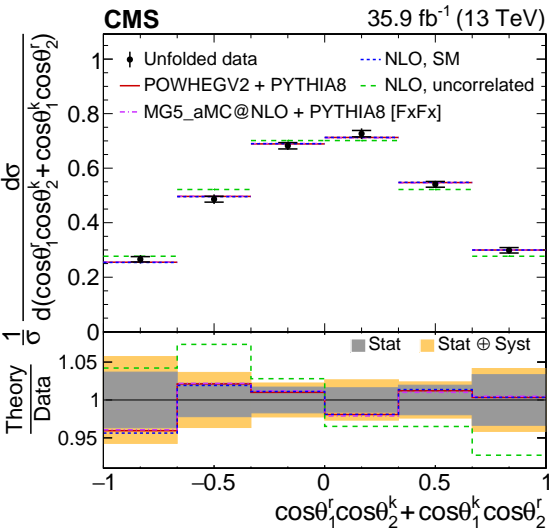 CMS 35.9 fb⁻¹ (13 TeV)
Unfolded data
NLO, SM
POWHEGV2 + PYTHIA8
NLO, uncorrelated
MG5_aMC@NLO + PYTHIA8 [FxFx]
1/σ dσ/d(cosθ₁ʳcosθ₂ᵏ+cosθ₁ᵏcosθ₂ʳ)
1
0.8
0.6
0.4
0.2
0
Stat
Stat ⊕ Syst
Theory
Data
1.05
1
0.95
−1 −0.5 0 0.5 1
cosθ₁ʳcosθ₂ᵏ+cosθ₁ᵏcosθ₂ʳ